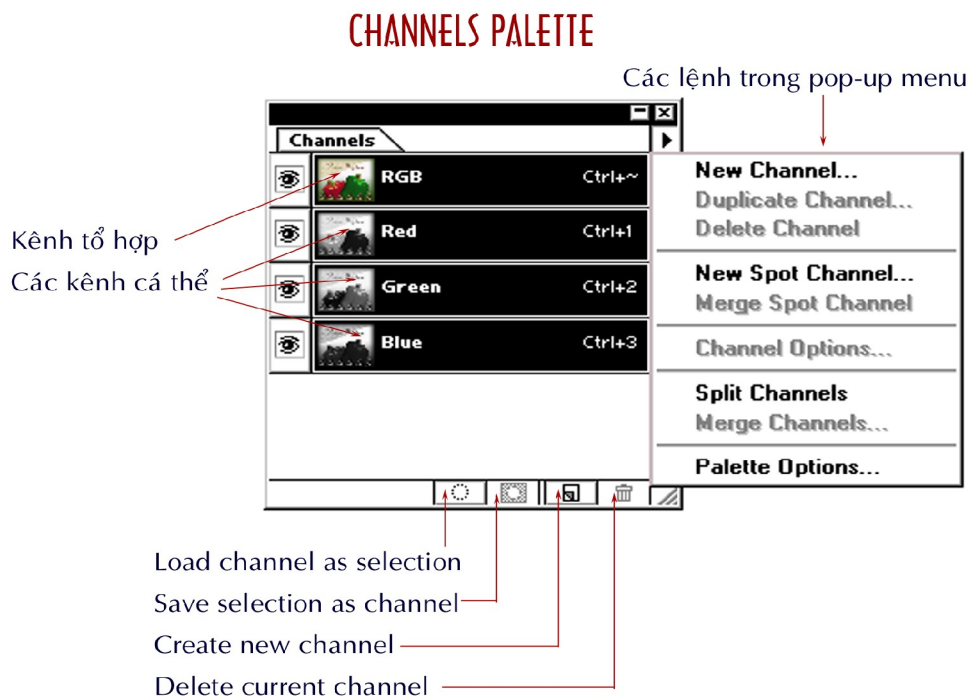 CHANNELS PALETTE
Các lệnh trong pop-up menu
Channels
RGB Ctrl+~
Red Ctrl+1
Green Ctrl+2
Blue Ctrl+3
Kênh tổ hợp
Các kênh cá thể
New Channel...
Duplicate Channel...
Delete Channel
New Spot Channel...
Merge Spot Channel
Channel Options...
Split Channels
Merge Channels...
Palette Options...
Load channel as selection
Save selection as channel
Create new channel
Delete current channel